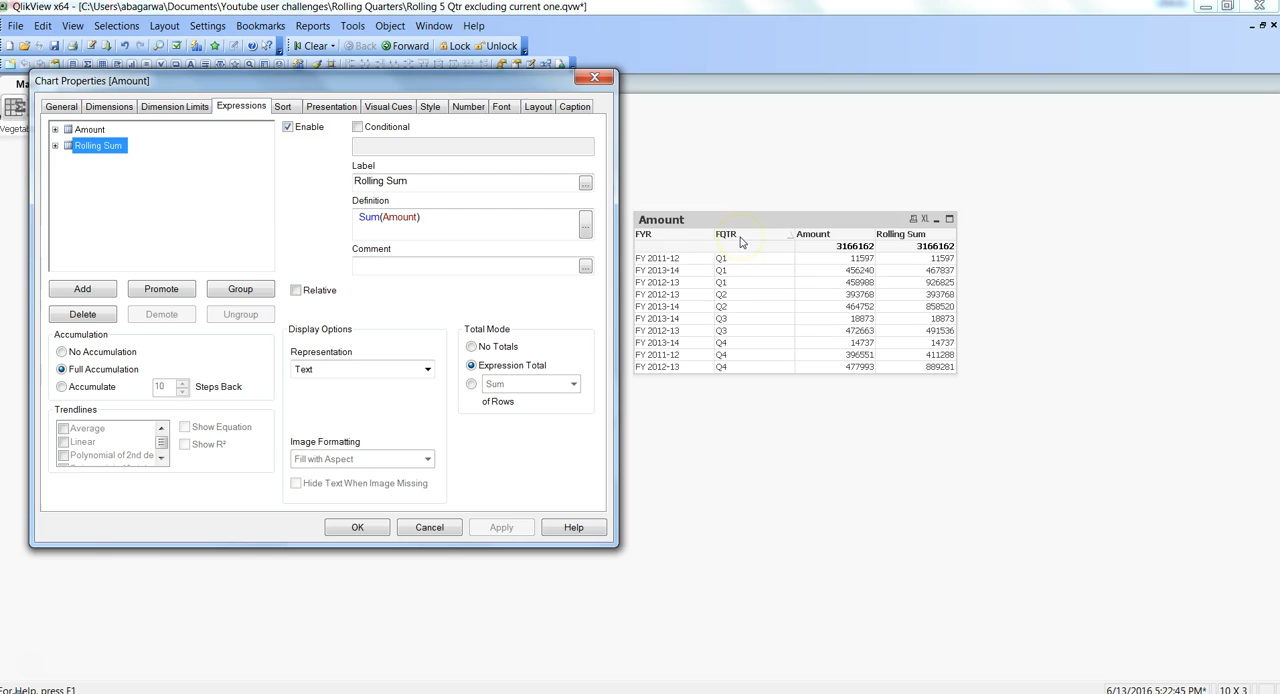 QlikView x64 - [C:\Users\abagarwa\Documents\Youtube user challenges\Rolling Quarters\Rolling 5 Qtr excluding current one.qvw*]
File Edit View Selections Layout Settings Bookmarks Reports Tools Object Window Help
Clear Back Forward Lock Unlock
Chart Properties [Amount]
General Dimensions Dimension Limits Expressions Sort Presentation Visual Cues Style Number Font Layout Caption
Amount
Rolling Sum
Enable
Conditional
Label
Rolling Sum
Definition
Sum(Amount)
Comment
Relative
Add Promote Group
Delete Demote Ungroup
Accumulation
No Accumulation
Full Accumulation
Accumulate 10 Steps Back
Trendlines
Average
Linear
Polynomial of 2nd de
Show Equation
Show R²
Display Options
Representation
Text
Image Formatting
Fill with Aspect
Hide Text When Image Missing
Total Mode
No Totals
Expression Total
Sum
of Rows
OK Cancel Apply Help
Amount XL
FYR FQTR Amount Rolling Sum
3166162 3166162
FY 2011-12 Q1 11597 11597
FY 2013-14 Q1 456240 467837
FY 2012-13 Q1 458988 926825
FY 2012-13 Q2 393768 393768
FY 2013-14 Q2 464752 858520
FY 2013-14 Q3 18873 18873
FY 2012-13 Q3 472663 491536
FY 2013-14 Q4 14737 14737
FY 2011-12 Q4 396551 411288
FY 2012-13 Q4 477993 889281
For Help, press F1
6/13/2016 5:22:45 PM* 10 X 3